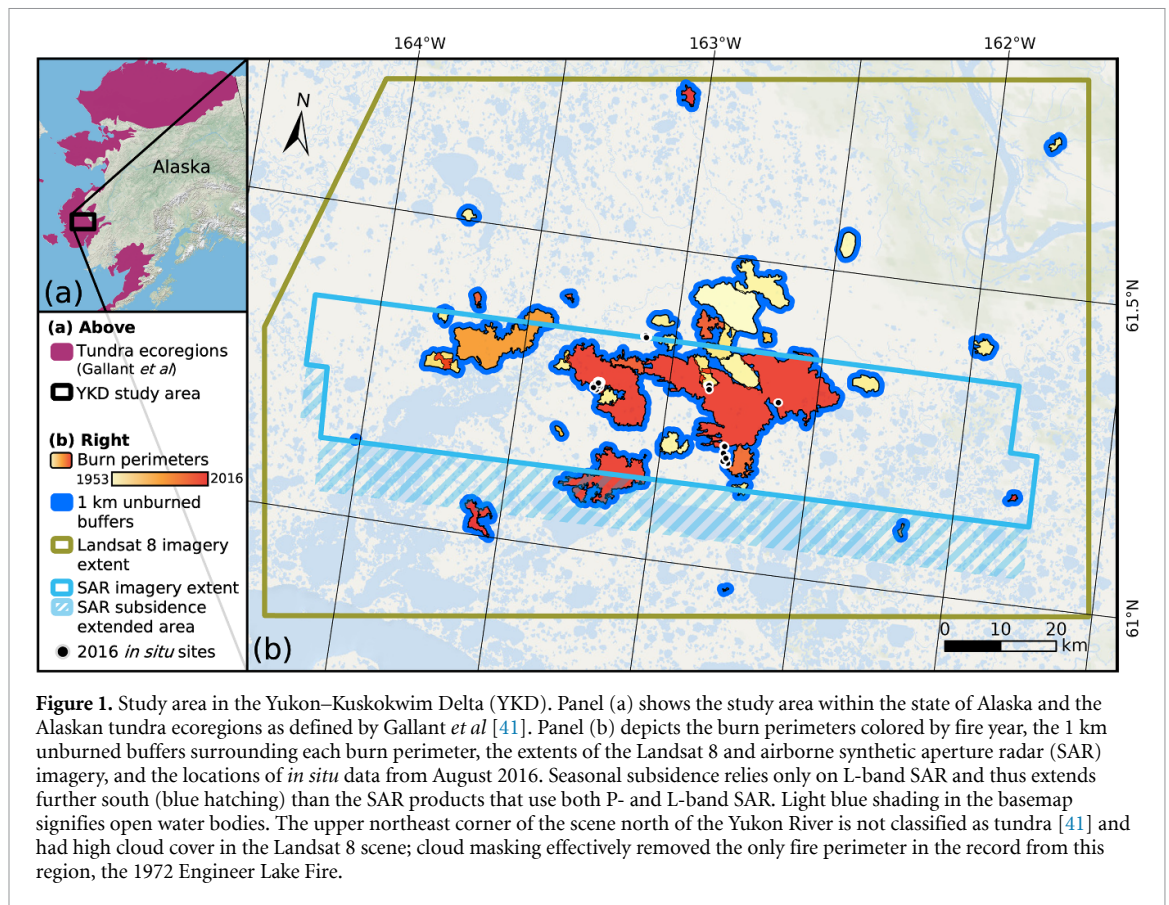 164°W
163°W
162°W
N
Alaska
(a)
61.5°N
(a) Above
Tundra ecoregions
(Gallant et al)
YKD study area
(b) Right
Burn perimeters
1953
2016
1 km unburned
buffers
Landsat 8 imagery
extent
SAR imagery extent
SAR subsidence
extended area
2016 in situ sites
(b)
61°N
0 10 20
km
Figure 1. Study area in the Yukon–Kuskokwim Delta (YKD). Panel (a) shows the study area within the state of Alaska and the
Alaskan tundra ecoregions as defined by Gallant et al [41]. Panel (b) depicts the burn perimeters colored by fire year, the 1 km
unburned buffers surrounding each burn perimeter, the extents of the Landsat 8 and airborne synthetic aperture radar (SAR)
imagery, and the locations of in situ data from August 2016. Seasonal subsidence relies only on L-band SAR and thus extends
further south (blue hatching) than the SAR products that use both P- and L-band SAR. Light blue shading in the basemap
signifies open water bodies. The upper northeast corner of the scene north of the Yukon River is not classified as tundra [41] and
had high cloud cover in the Landsat 8 scene; cloud masking effectively removed the only fire perimeter in the record from this
region, the 1972 Engineer Lake Fire.